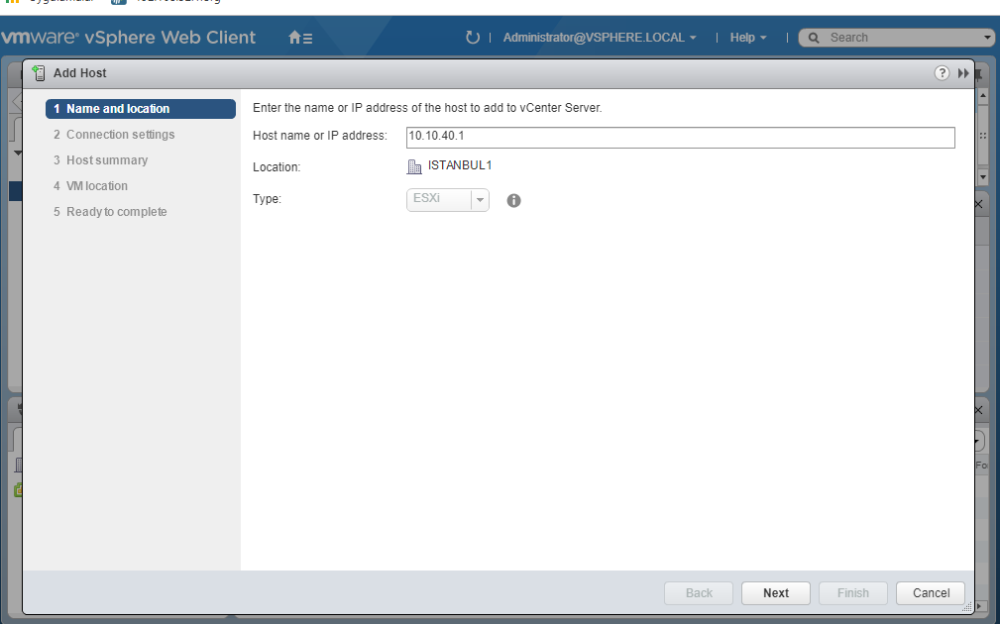 vmware® vSphere Web Client
Administrator@VSPHERE.LOCAL
Help
Search
Add Host
1 Name and location
2 Connection settings
3 Host summary
4 VM location
5 Ready to complete
Enter the name or IP address of the host to add to vCenter Server.
Host name or IP address: 10.10.40.1
Location: ISTANBUL1
Type: ESXi
Back Next Finish Cancel